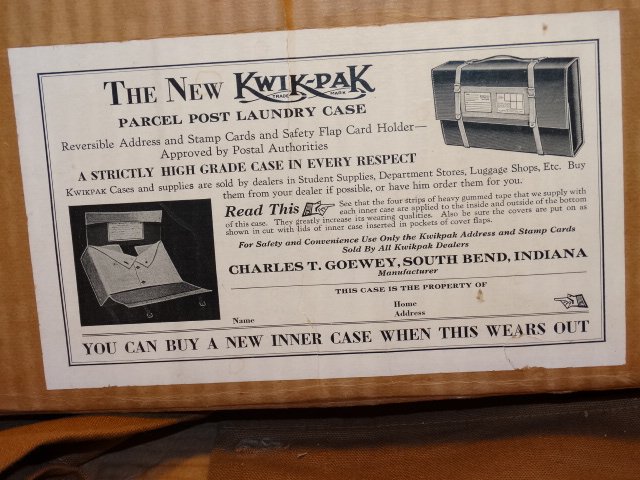 THE NEW KWIK-PAK
TRADE MARK
PARCEL POST LAUNDRY CASE
Reversible Address and Stamp Cards and Safety Flap Card Holder—
Approved by Postal Authorities
A STRICTLY HIGH GRADE CASE IN EVERY RESPECT
KWIKPAK Cases and supplies are sold by dealers in Student Supplies, Department Stores, Luggage Shops, Etc. Buy
them from your dealer if possible, or have him order them for you.
Read This See that the four strips of heavy gummed tape that we supply with
each inner case are applied to the inside and outside of the bottom
of this case. They greatly increase its wearing qualities. Also be sure the covers are put on as
shown in cut with lids of inner case inserted in pockets of cover flaps.
For Safety and Convenience Use Only the Kwikpak Address and Stamp Cards
Sold By All Kwikpak Dealers
CHARLES T. GOEWEY, SOUTH BEND, INDIANA
Manufacturer
THIS CASE IS THE PROPERTY OF
Name
Home
Address
YOU CAN BUY A NEW INNER CASE WHEN THIS WEARS OUT